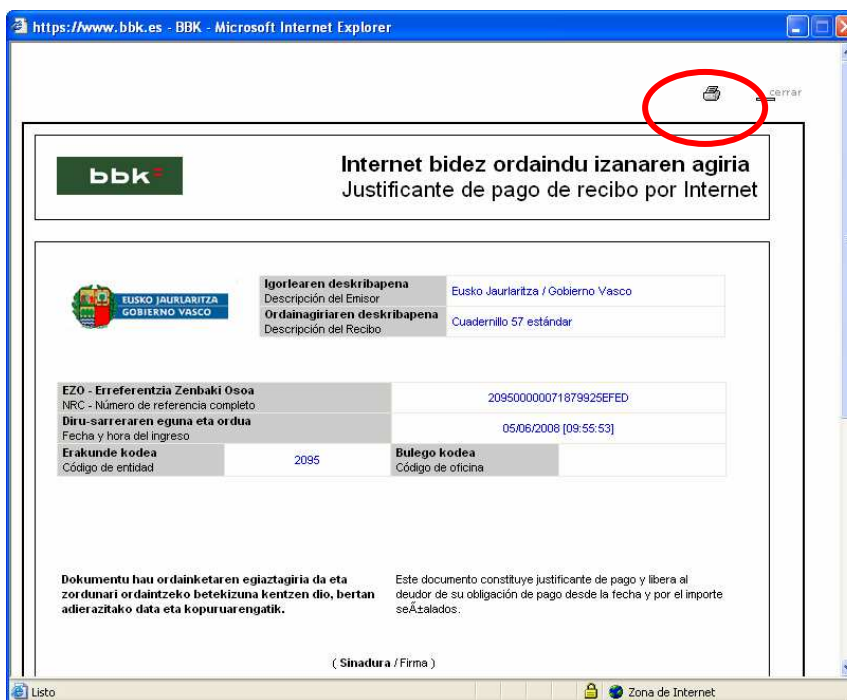 https://www.bbk.es - BBK - Microsoft Internet Explorer
cerrar
bbk
Internet bidez ordaindu izanaren agiria
Justificante de pago de recibo por Internet
EUSKO JAURLARITZA
GOBIERNO VASCO
Igorlearen deskribapena
Descripción del Emisor
Eusko Jaurlaritza / Gobierno Vasco
Ordainagiriaren deskribapena
Descripción del Recibo
Cuadernillo 57 estándar
EZO - Erreferentzia Zenbaki Osoa
NRC - Número de referencia completo
209500000071879925EFED
Diru-sarreraren eguna eta ordua
Fecha y hora del ingreso
05/06/2008 [09:55:53]
Erakunde kodea
Código de entidad
2095
Bulego kodea
Código de oficina
Dokumentu hau ordainketaren egiaztagiria da eta
zordunari ordaintzeko betekizuna kentzen dio, bertan
adierazitako data eta kopuruarengatik.
Este documento constituye justificante de pago y libera al
deudor de su obligación de pago desde la fecha y por el importe
seÃ±alados.
( Sinadura / Firma )
Listo
Zona de Internet